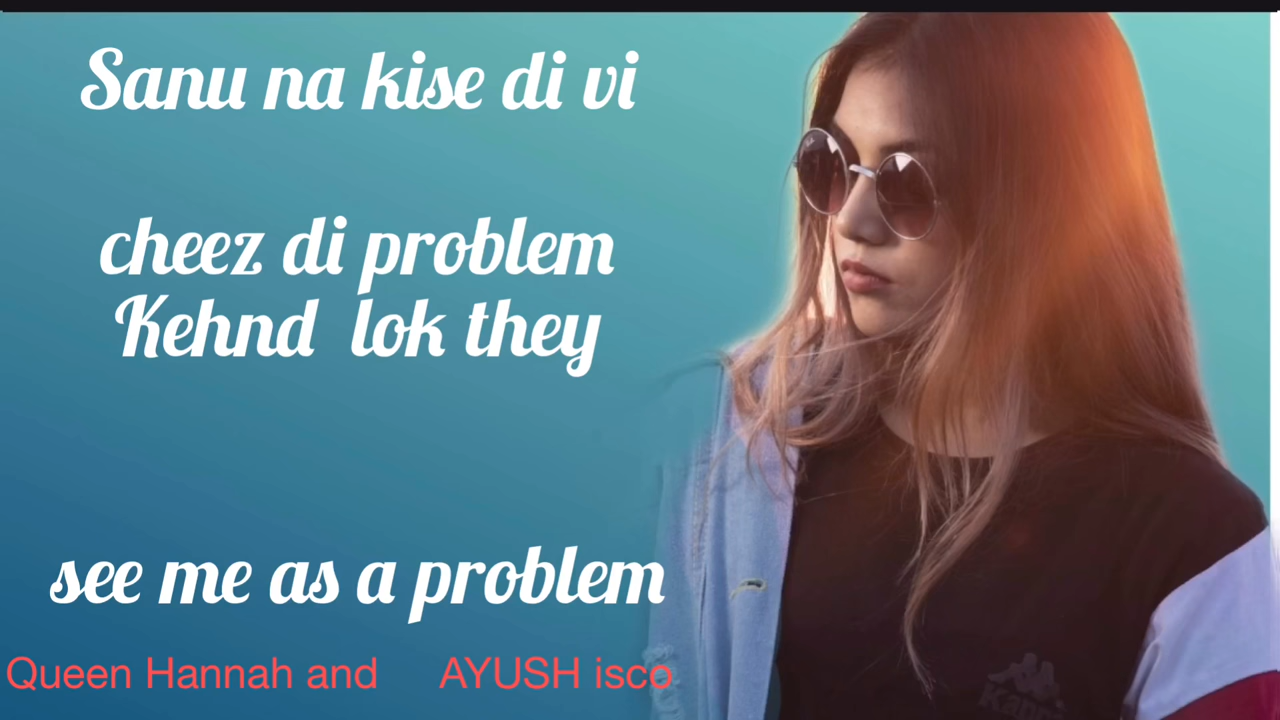 Sanu na kise di vi
cheez di problem
Kehnd lok they
see me as a problem
Queen Hannah and AYUSH isco
Kappa